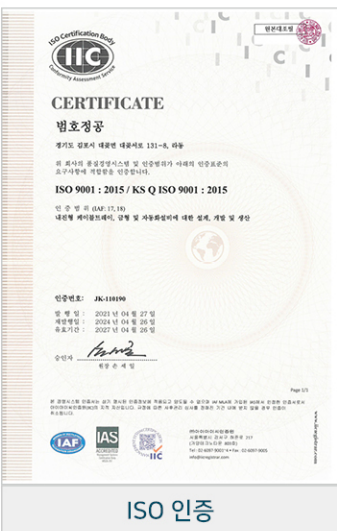 ISO Certification Body
IIC
Conformity Assessment Service
원본대조필
CERTIFICATE
범호정공
경기도 김포시 대곶면 대곶서로 131-8, 라동
위 회사의 품질경영시스템 및 인증범위가 아래의 인증표준의
요구사항에 적합함을 인증합니다.
ISO 9001 : 2015 / KS Q ISO 9001 : 2015
인 증 범 위 (IAF: 17, 18)
내진형 케이블트레이, 금형 및 자동화설비에 대한 설계, 개발 및 생산
인증번호: JK-110190
발 행 일 : 2021 년 04 월 27 일
재발행일 : 2024 년 04 월 26 일
유효기간 : 2027 년 04 월 26 일
승인자
원장 손 세 일
Page 1/1
IAF
IAS
ACCREDITED
IIC
ISO 인증